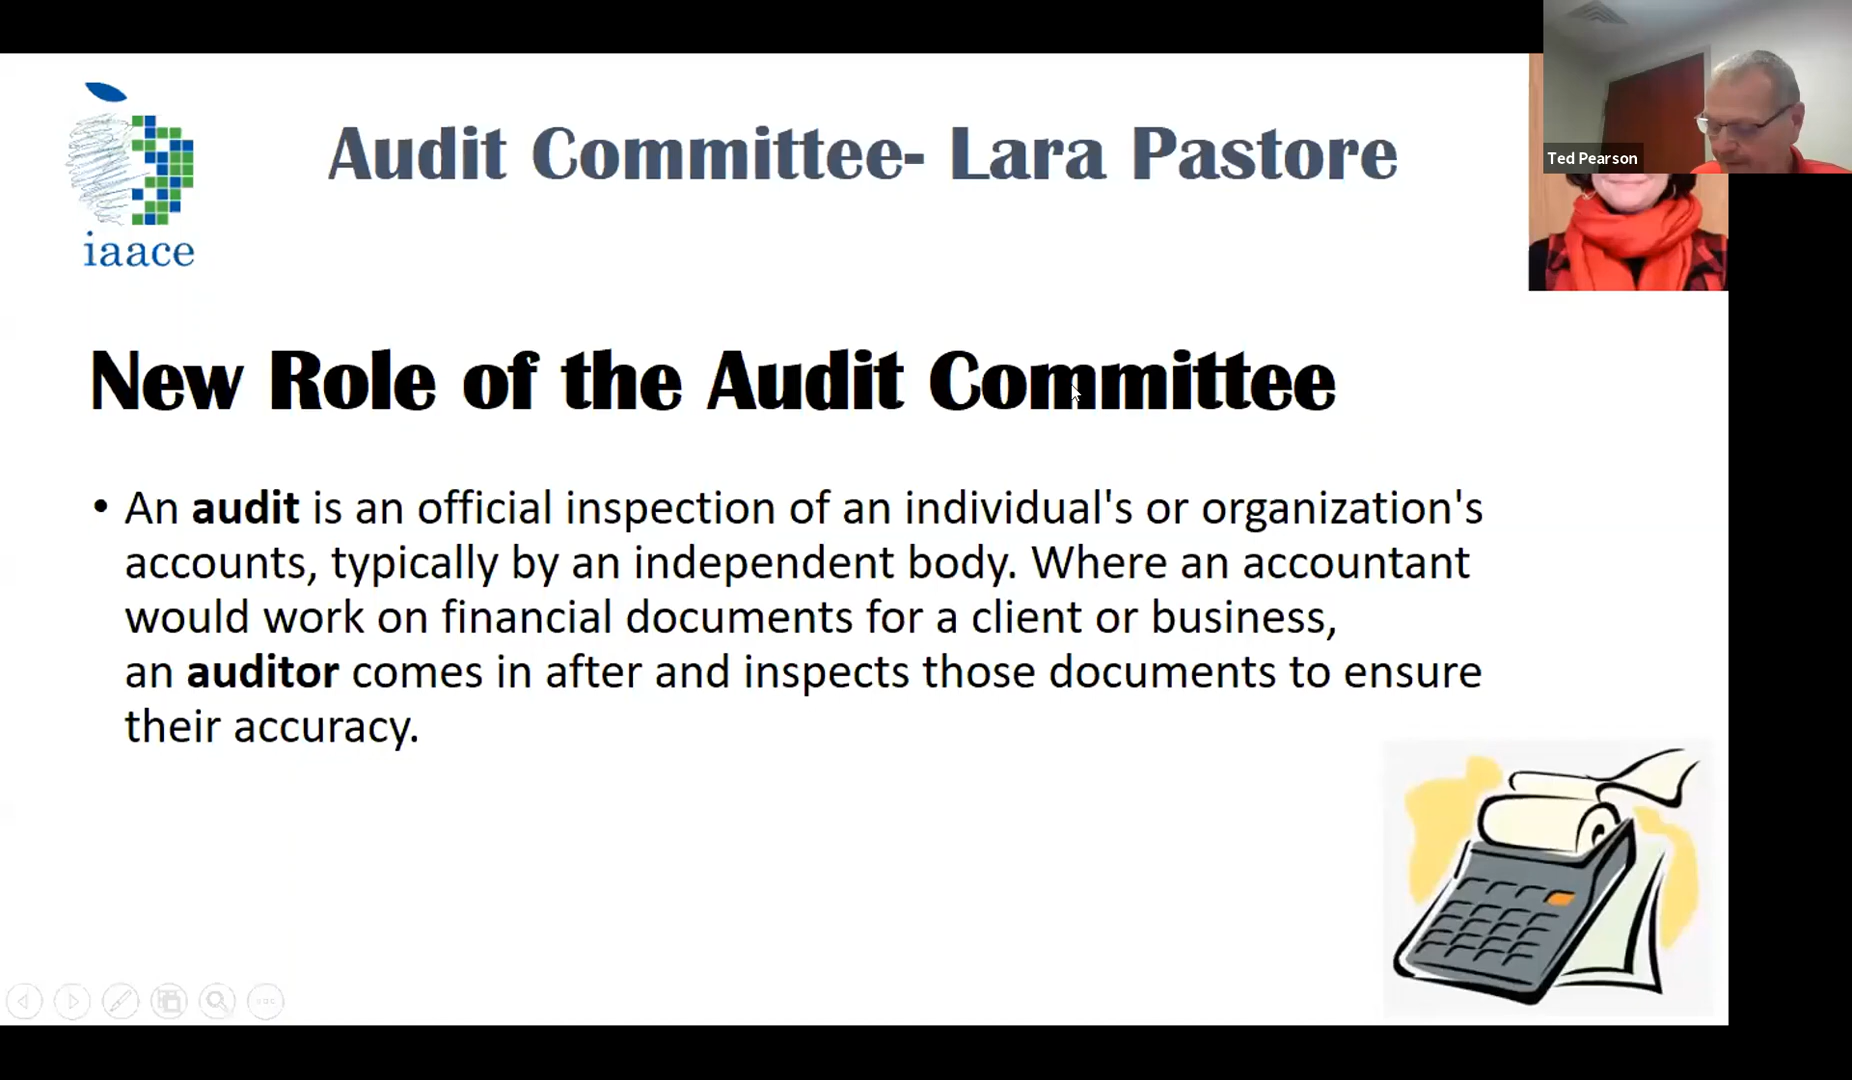 Audit Committee- Lara Pastore
Ted Pearson
iaace
New Role of the Audit Committee
• An audit is an official inspection of an individual's or organization's
accounts, typically by an independent body. Where an accountant
would work on financial documents for a client or business,
an auditor comes in after and inspects those documents to ensure
their accuracy.